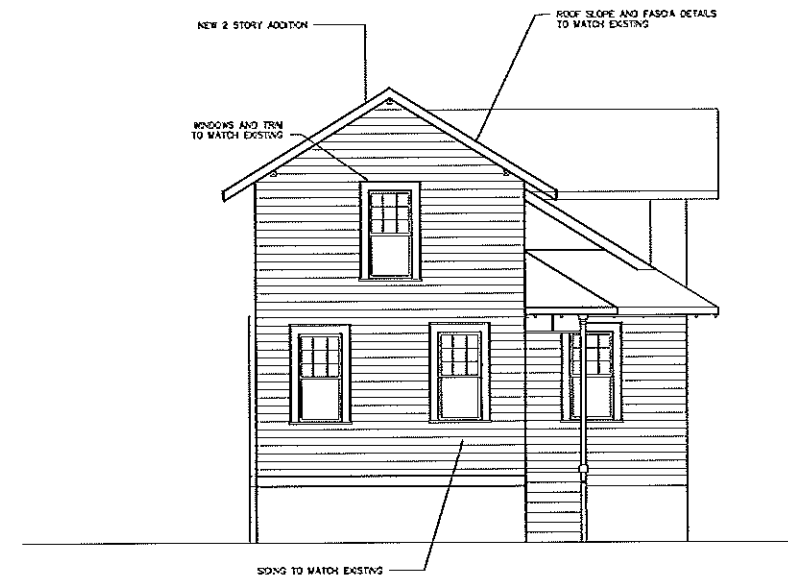 NEW 2 STORY ADDITION
ROOF SLOPE AND FASCIA DETAILS
TO MATCH EXISTING
WINDOWS AND TRIM
TO MATCH EXISTING
SIDING TO MATCH EXISTING